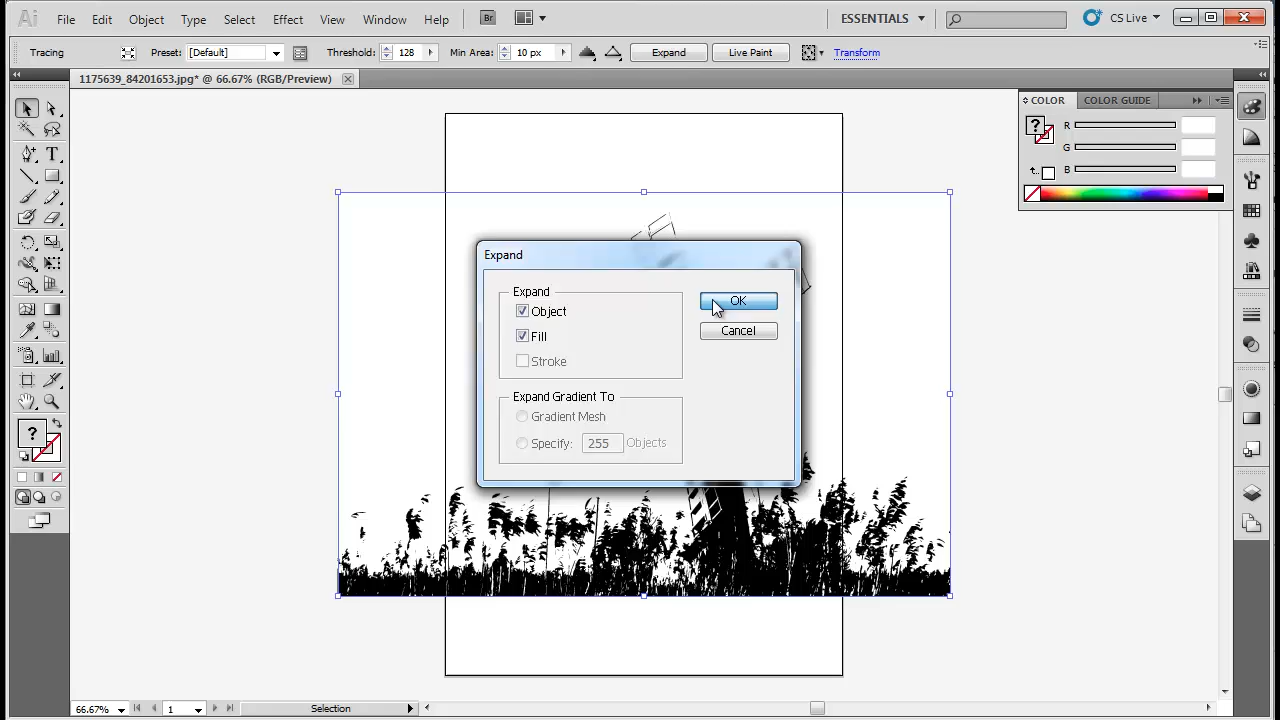 Ai File Edit Object Type Select Effect View Window Help Br ESSENTIALS CS Live
Tracing Preset: [Default] Threshold: 128 Min Area: 10 px Expand Live Paint Transform
1175639_84201653.jpg* @ 66.67% (RGB/Preview)
COLOR COLOR GUIDE
R
G
B
?
Expand
Expand
Object
Fill
Stroke
OK
Cancel
Expand Gradient To
Gradient Mesh
Specify: 255 Objects
T
?
66.67% 1 Selection